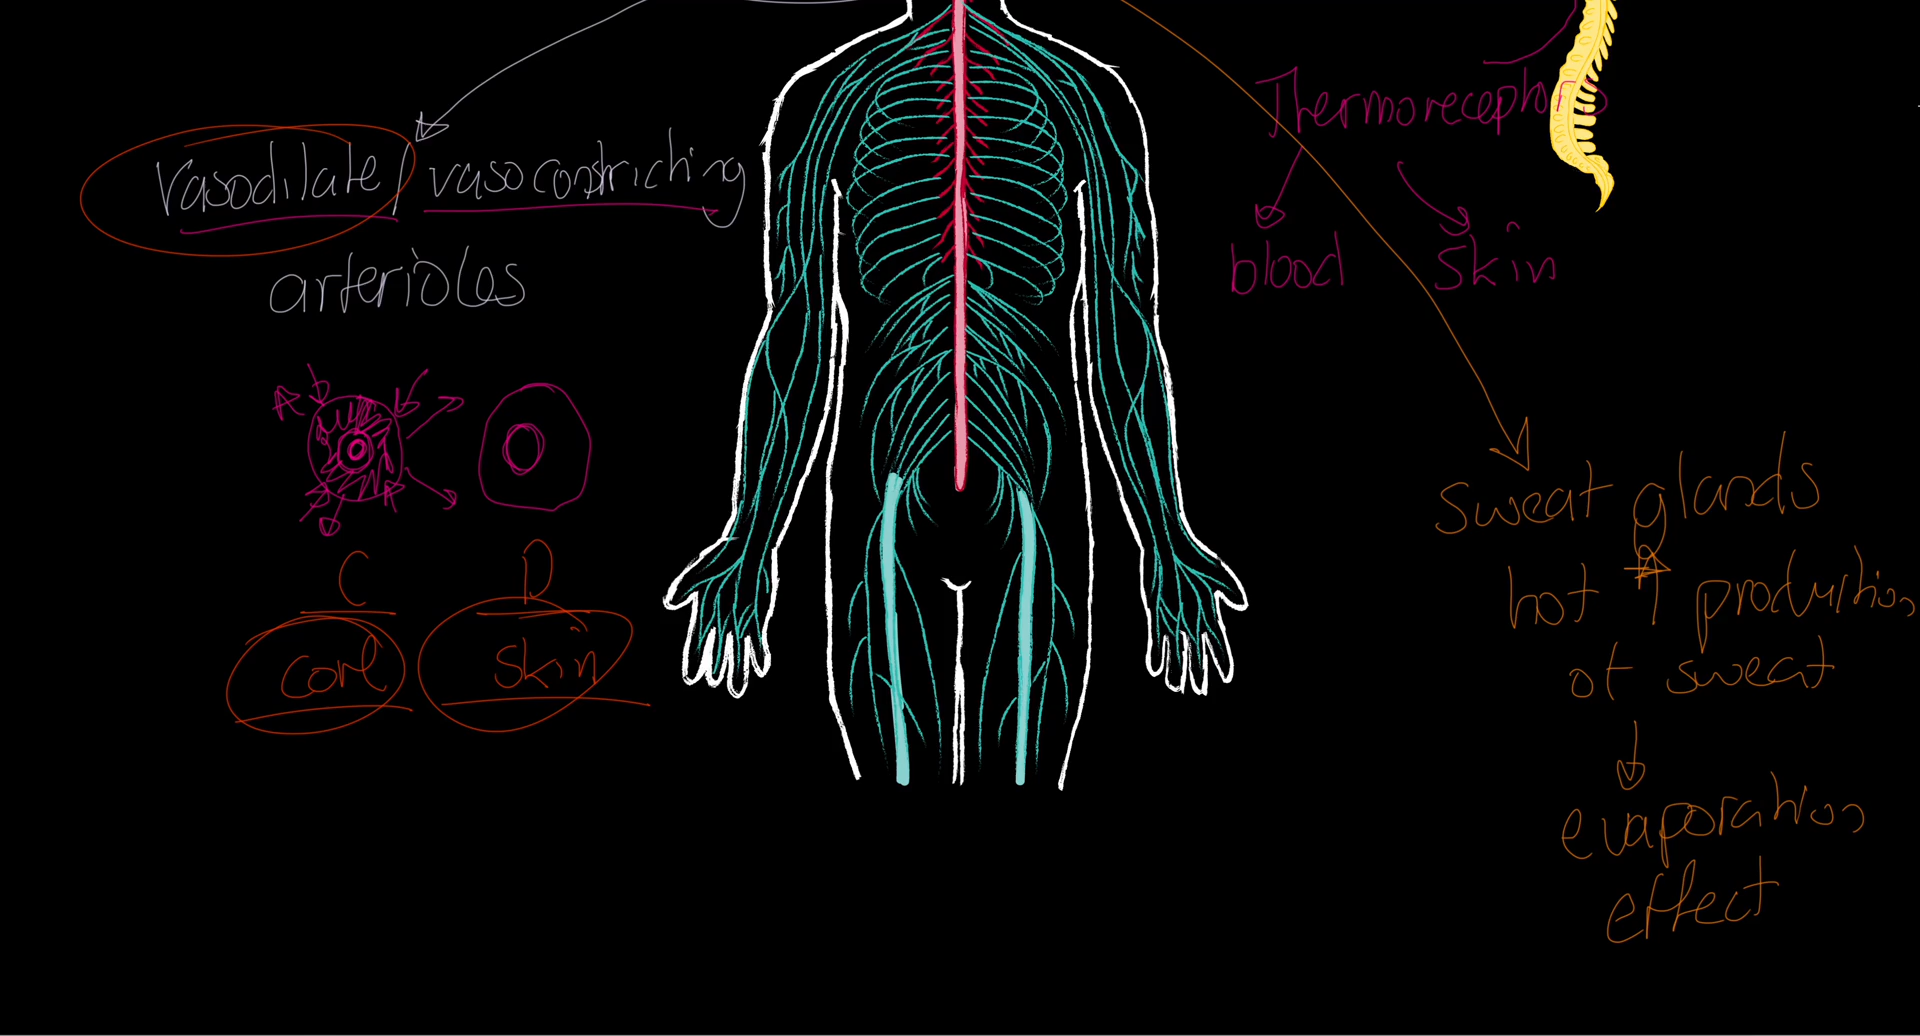 Vasodilate / vasoconstricting
arterioles
C
D
core
skin
Thermoreceptors
blood
skin
sweat glands
hot ↑ production
of sweat
evaporation
effect